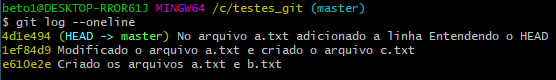 beto1@DESKTOP-RROR61J MINGW64 /c/testes_git (master)
$ git log --oneline
4d1e494 (HEAD -> master) No arquivo a.txt adicionado a linha Entendendo o HEAD
1ef84d9 Modificado o arquivo a.txt e criado o arquivo c.txt
e610e2e Criado os arquivos a.txt e b.txt